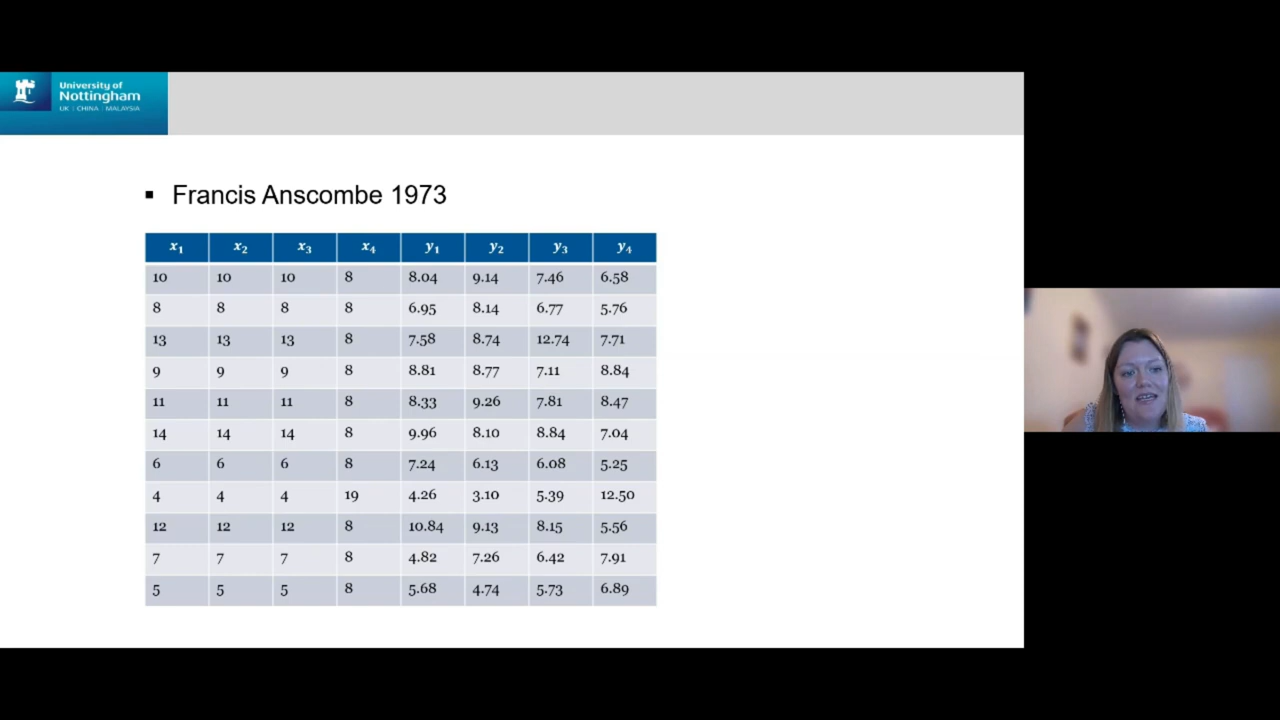 University of
Nottingham
UK | CHINA | MALAYSIA
▪ Francis Anscombe 1973
x₁ x₂ x₃ x₄ y₁ y₂ y₃ y₄
10 10 10 8 8.04 9.14 7.46 6.58
8 8 8 8 6.95 8.14 6.77 5.76
13 13 13 8 7.58 8.74 12.74 7.71
9 9 9 8 8.81 8.77 7.11 8.84
11 11 11 8 8.33 9.26 7.81 8.47
14 14 14 8 9.96 8.10 8.84 7.04
6 6 6 8 7.24 6.13 6.08 5.25
4 4 4 19 4.26 3.10 5.39 12.50
12 12 12 8 10.84 9.13 8.15 5.56
7 7 7 8 4.82 7.26 6.42 7.91
5 5 5 8 5.68 4.74 5.73 6.89